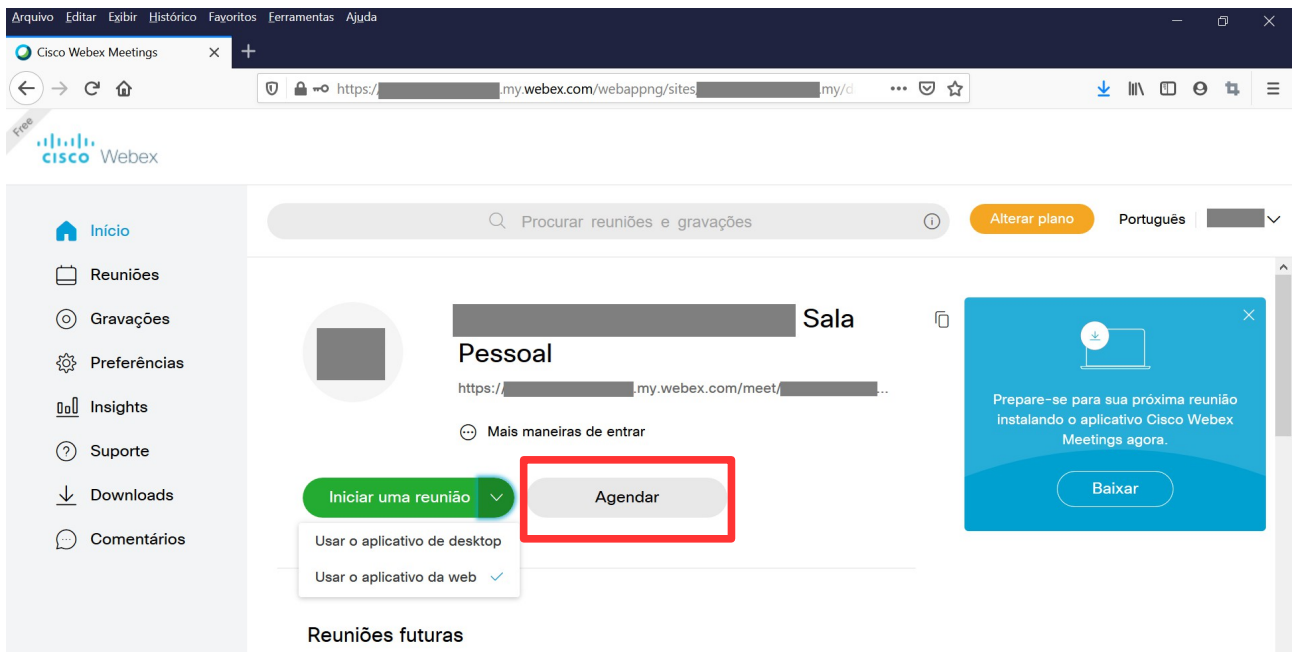 Arquivo Editar Exibir Histórico Favoritos Ferramentas Ajuda
Cisco Webex Meetings
https:/ .my.webex.com/webappng/sites .my/d
Free
CISCO Webex
Início
Reuniões
Gravações
Preferências
Insights
Suporte
Downloads
Comentários
Procurar reuniões e gravações
Alterar plano
Português
Sala
Pessoal
https:/ .my.webex.com/meet/ ...
Mais maneiras de entrar
Iniciar uma reunião
Agendar
Usar o aplicativo de desktop
Usar o aplicativo da web
Prepare-se para sua próxima reunião
instalando o aplicativo Cisco Webex
Meetings agora.
Baixar
Reuniões futuras